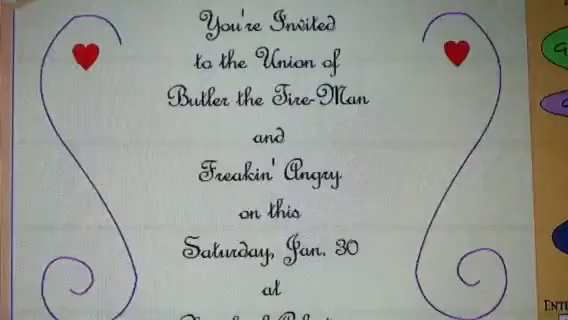 You're Invited
to the Union of
Butler the Fire-Man
and
Freakin' Angry
on this
Saturday, Jan. 30
at